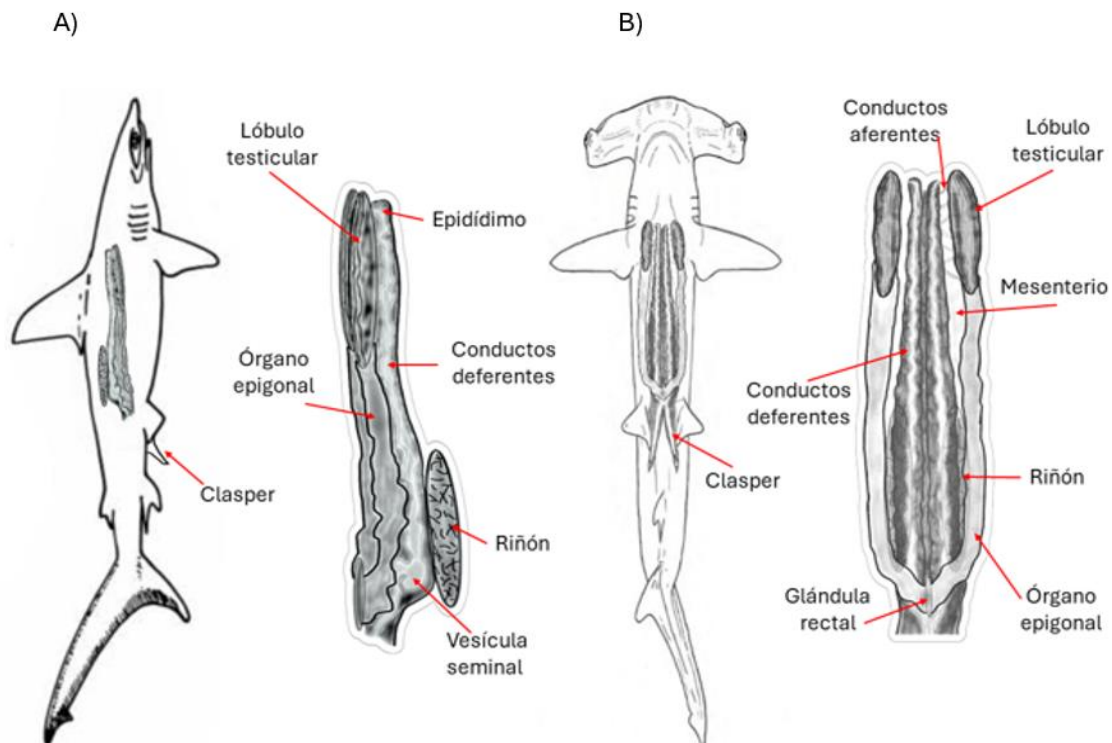 A)
Lóbulo
testicular
Epidídimo
Órgano
epigonal
Conductos
deferentes
Clasper
Riñón
Vesícula
seminal
B)
Conductos
aferentes
Lóbulo
testicular
Mesenterio
Conductos
deferentes
Clasper
Riñón
Glándula
rectal
Órgano
epigonal